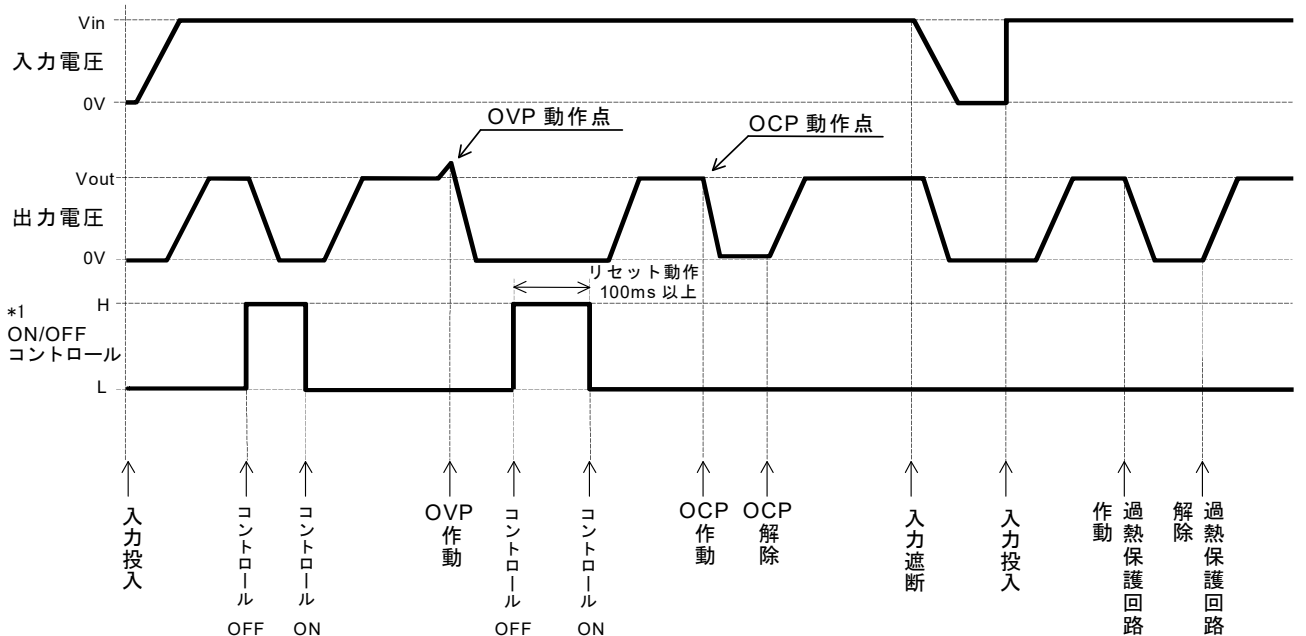 Vin
入力電圧
0V
OVP 動作点
OCP 動作点
Vout
出力電圧
0V
リセット動作
100ms 以上
H
*1
ON/OFF
コントロール
L
入力投入
コントロール OFF
コントロール ON
OVP 作動
コントロール OFF
コントロール ON
OCP 作動
OCP 解除
入力遮断
入力投入
過熱保護回路
作動
過熱保護回路
解除